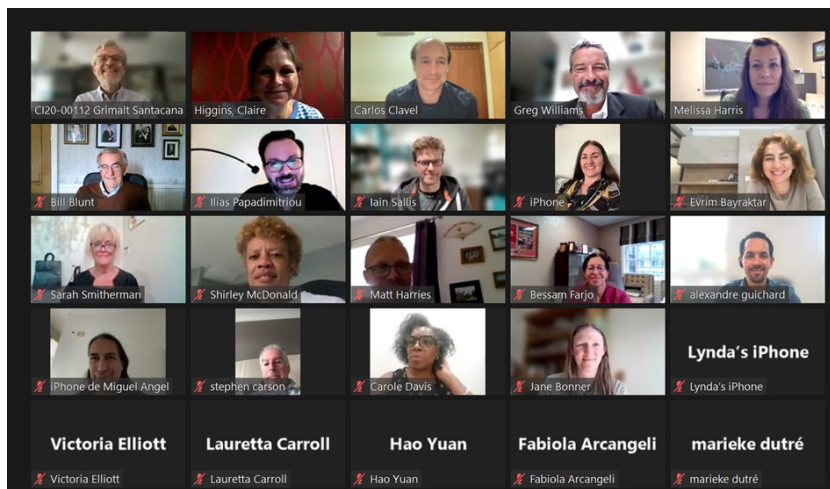 CI20-00112 Grimalt Santacana
Higgins, Claire
Carlos Clavel
Greg Williams
Melissa Harris
Bill Blunt
Ilias Papadimitriou
Iain Sallis
iPhone
Evrim Bayraktar
Sarah Smitherman
Shirley McDonald
Matt Harries
Bessam Farjo
alexandre guichard
iPhone de Miguel Angel
stephen carson
Carole Davis
Jane Bonner
Lynda's iPhone
Lynda's iPhone
Victoria Elliott
Lauretta Carroll
Hao Yuan
Fabiola Arcangeli
marieke dutré
Victoria Elliott
Lauretta Carroll
Hao Yuan
Fabiola Arcangeli
marieke dutré